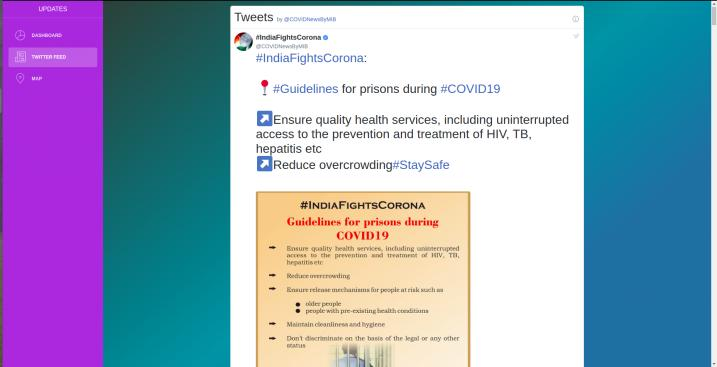 UPDATES
DASHBOARD
TWITTER FEED
MAP
Tweets by @COVIDNewsByMIB
#IndiaFightsCorona
@COVIDNewsByMIB
#IndiaFightsCorona:
#Guidelines for prisons during #COVID19
Ensure quality health services, including uninterrupted
access to the prevention and treatment of HIV, TB,
hepatitis etc
Reduce overcrowding#StaySafe
#IndiaFightsCorona
Guidelines for prisons during
COVID19
Ensure quality health services, including uninterrupted
access to the prevention and treatment of HIV, TB,
hepatitis etc
Reduce overcrowding
Ensure release mechanisms for people at risk such as
older people
people with pre-existing health conditions
Maintain cleanliness and hygiene
Don't discriminate on the basis of the legal or any other
status